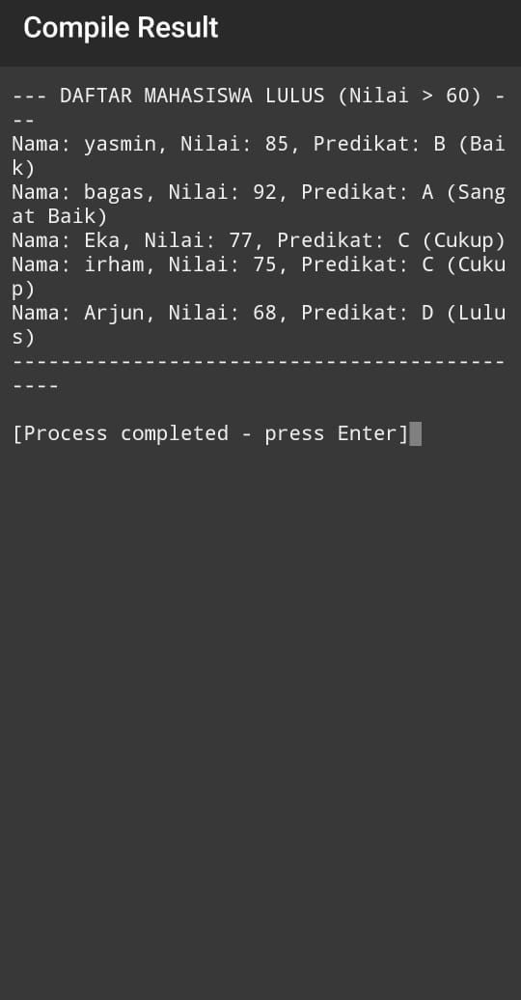 Compile Result
--- DAFTAR MAHASISWA LULUS (Nilai > 60) -
--
Nama: yasmin, Nilai: 85, Predikat: B (Bai
k)
Nama: bagas, Nilai: 92, Predikat: A (Sang
at Baik)
Nama: Eka, Nilai: 77, Predikat: C (Cukup)
Nama: irham, Nilai: 75, Predikat: C (Cuku
p)
Nama: Arjun, Nilai: 68, Predikat: D (Lulu
s)
-----------------------------------------
----
[Process completed - press Enter]